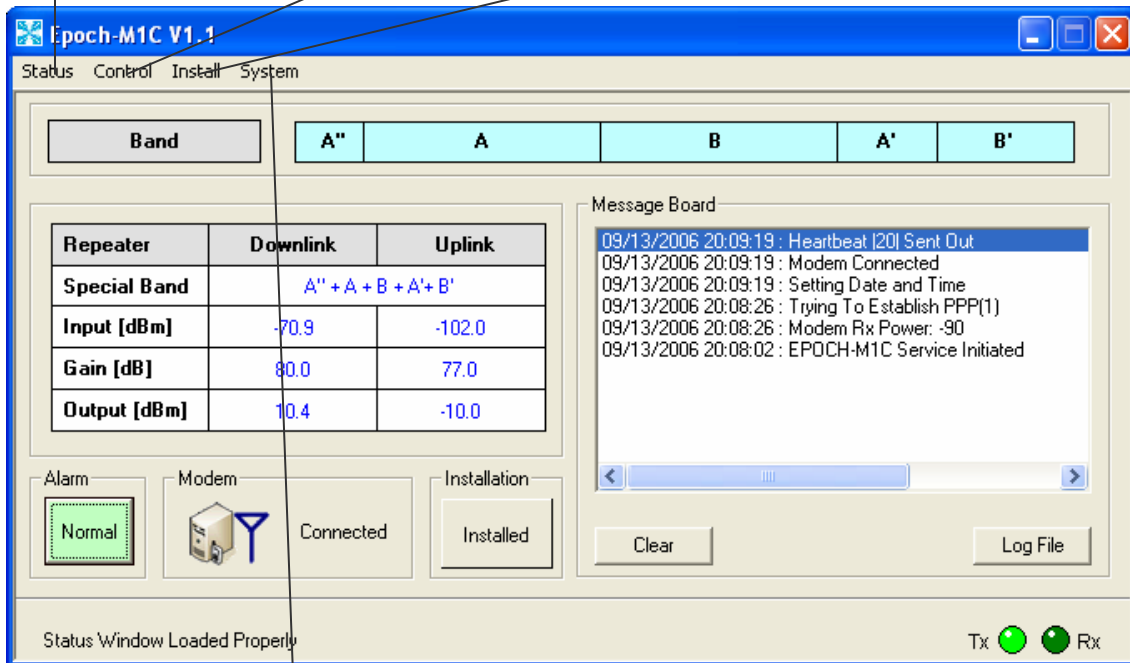 Epoch-M1C V1.1
Status Control Install System
Band A" A B A' B'
Repeater Downlink Uplink
Special Band A" + A + B + A'+ B'
Input [dBm] -70.9 -102.0
Gain [dB] 80.0 77.0
Output [dBm] 10.4 -10.0
Alarm
Normal
Modem
Connected
Installation
Installed
Message Board
09/13/2006 20:09:19 : Heartbeat |20| Sent Out
09/13/2006 20:09:19 : Modem Connected
09/13/2006 20:09:19 : Setting Date and Time
09/13/2006 20:08:26 : Trying To Establish PPP(1)
09/13/2006 20:08:26 : Modem Rx Power: -90
09/13/2006 20:08:02 : EPOCH-M1C Service Initiated
Clear
Log File
Status Window Loaded Properly
Tx Rx